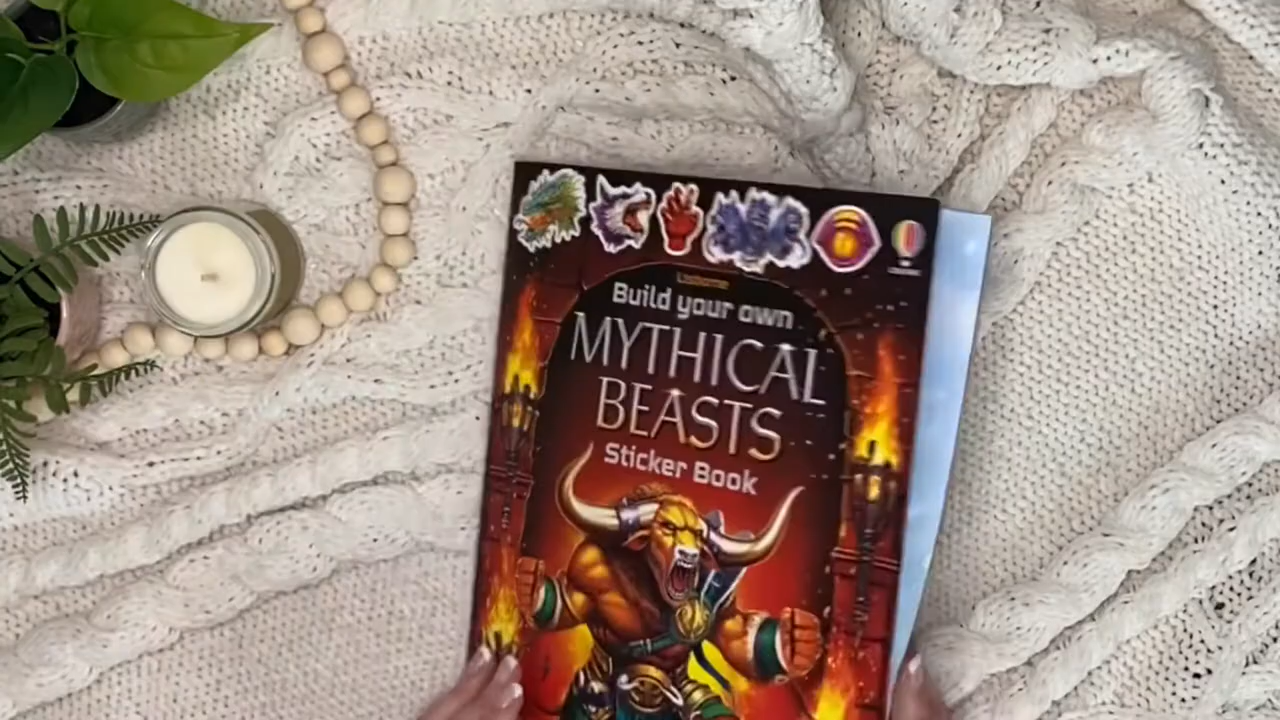 Usborne
Build your own
MYTHICAL
BEASTS
Sticker Book